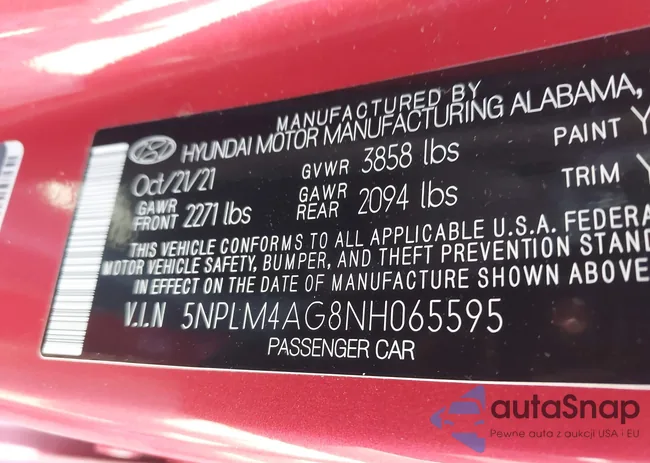 MANUFACTURED BY
HYUNDAI MOTOR MANUFACTURING ALABAMA,
Oct/21/21 GVWR 3858 lbs PAINT Y
GAWR FRONT 2271 lbs GAWR REAR 2094 lbs TRIM Y
THIS VEHICLE CONFORMS TO ALL APPLICABLE U.S.A. FEDERA
MOTOR VEHICLE SAFETY, BUMPER, AND THEFT PREVENTION STAND
IN EFFECT ON THE DATE OF MANUFACTURE SHOWN ABOVE
V.I.N 5NPLM4AG8NH065595
PASSENGER CAR
autaSnap
Pewne auta z aukcji USA i EU